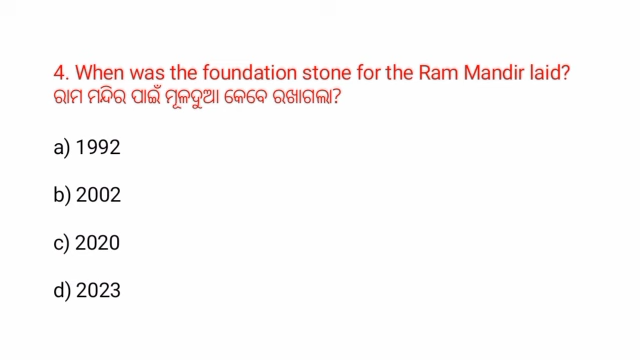 4. When was the foundation stone for the Ram Mandir laid?
ରାମ ମନ୍ଦିର ପାଇଁ ମୂଳଦୁଆ କେବେ ରଖାଗଲା?
a) 1992
b) 2002
c) 2020
d) 2023